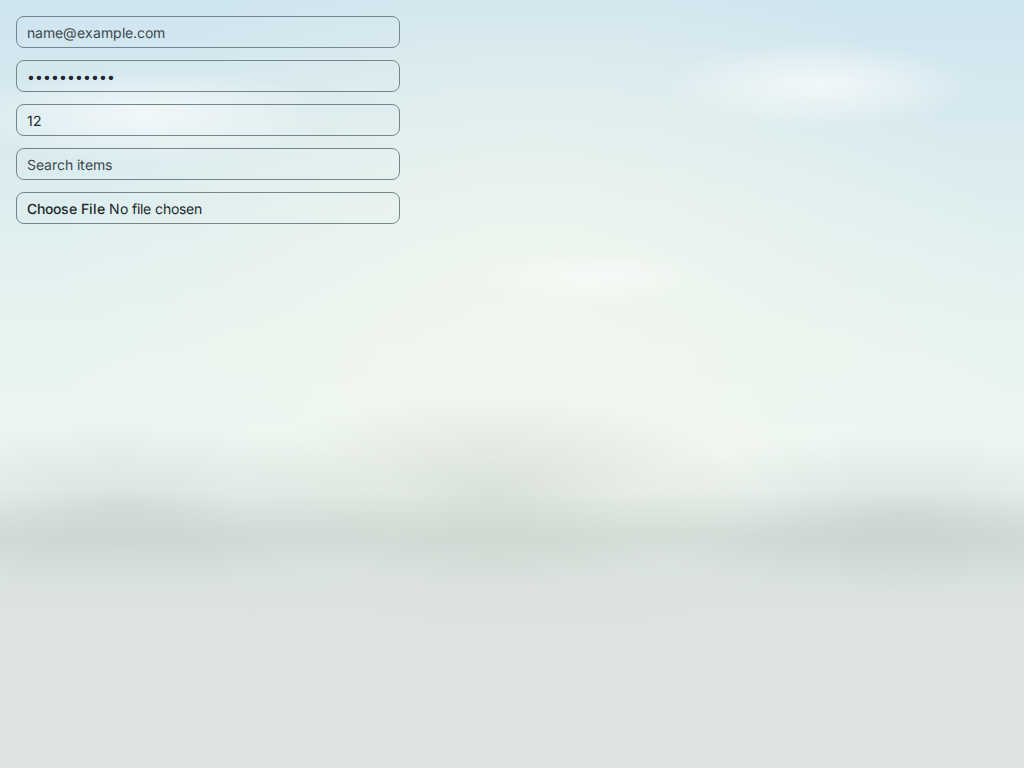 name@example.com
•••••••••••
12
Search items
Choose File No file chosen